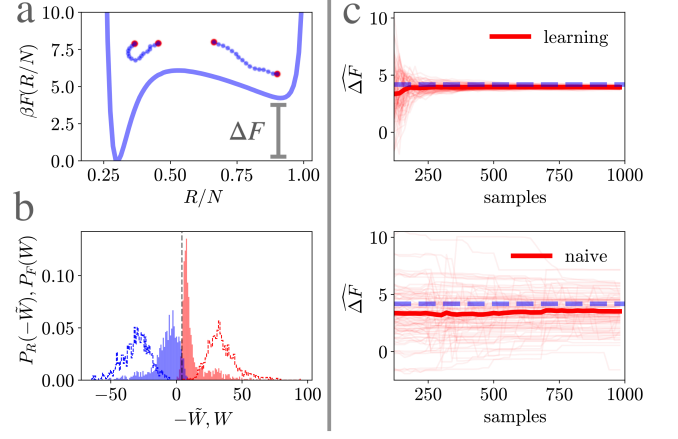 a
10.0
7.5
5.0
2.5
0.0
βF(R/N)
ΔF
0.25
0.50
0.75
1.00
R/N
b
0.10
0.05
0.00
P_R(−W̃), P_F(W)
−50
0
50
100
−W̃, W
c
10
5
0
\widehat{ΔF}
learning
250
500
750
1000
samples
10
5
0
\widehat{ΔF}
naive
250
500
750
1000
samples